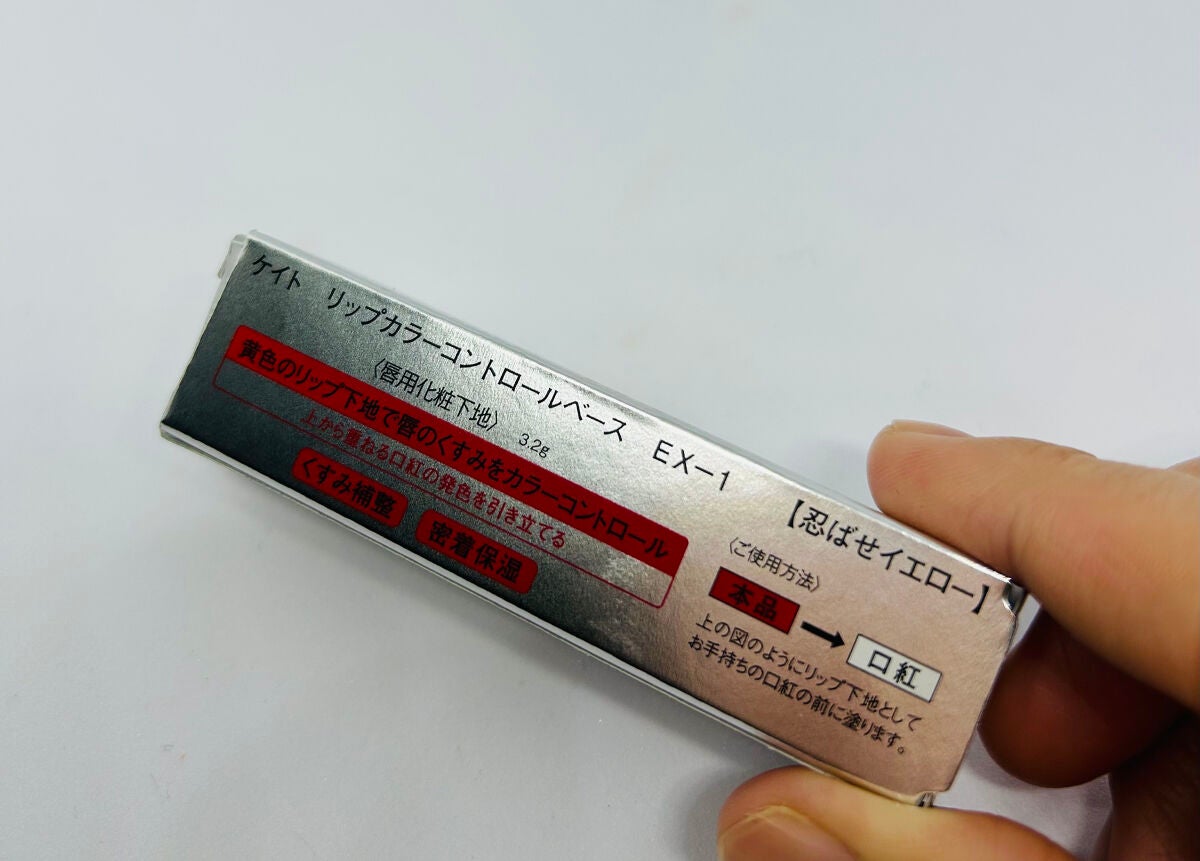 ケイト リップカラーコントロールベース EX-1 【忍ばせイエロー】
〈唇用化粧下地〉 3.2g
黄色のリップ下地で唇のくすみをカラーコントロール
上から重ねる口紅の発色を引き立てる
くすみ補整 密着保湿
〈ご使用方法〉
本品 → 口紅
上の図のようにリップ下地として
お手持ちの口紅の前に塗ります。